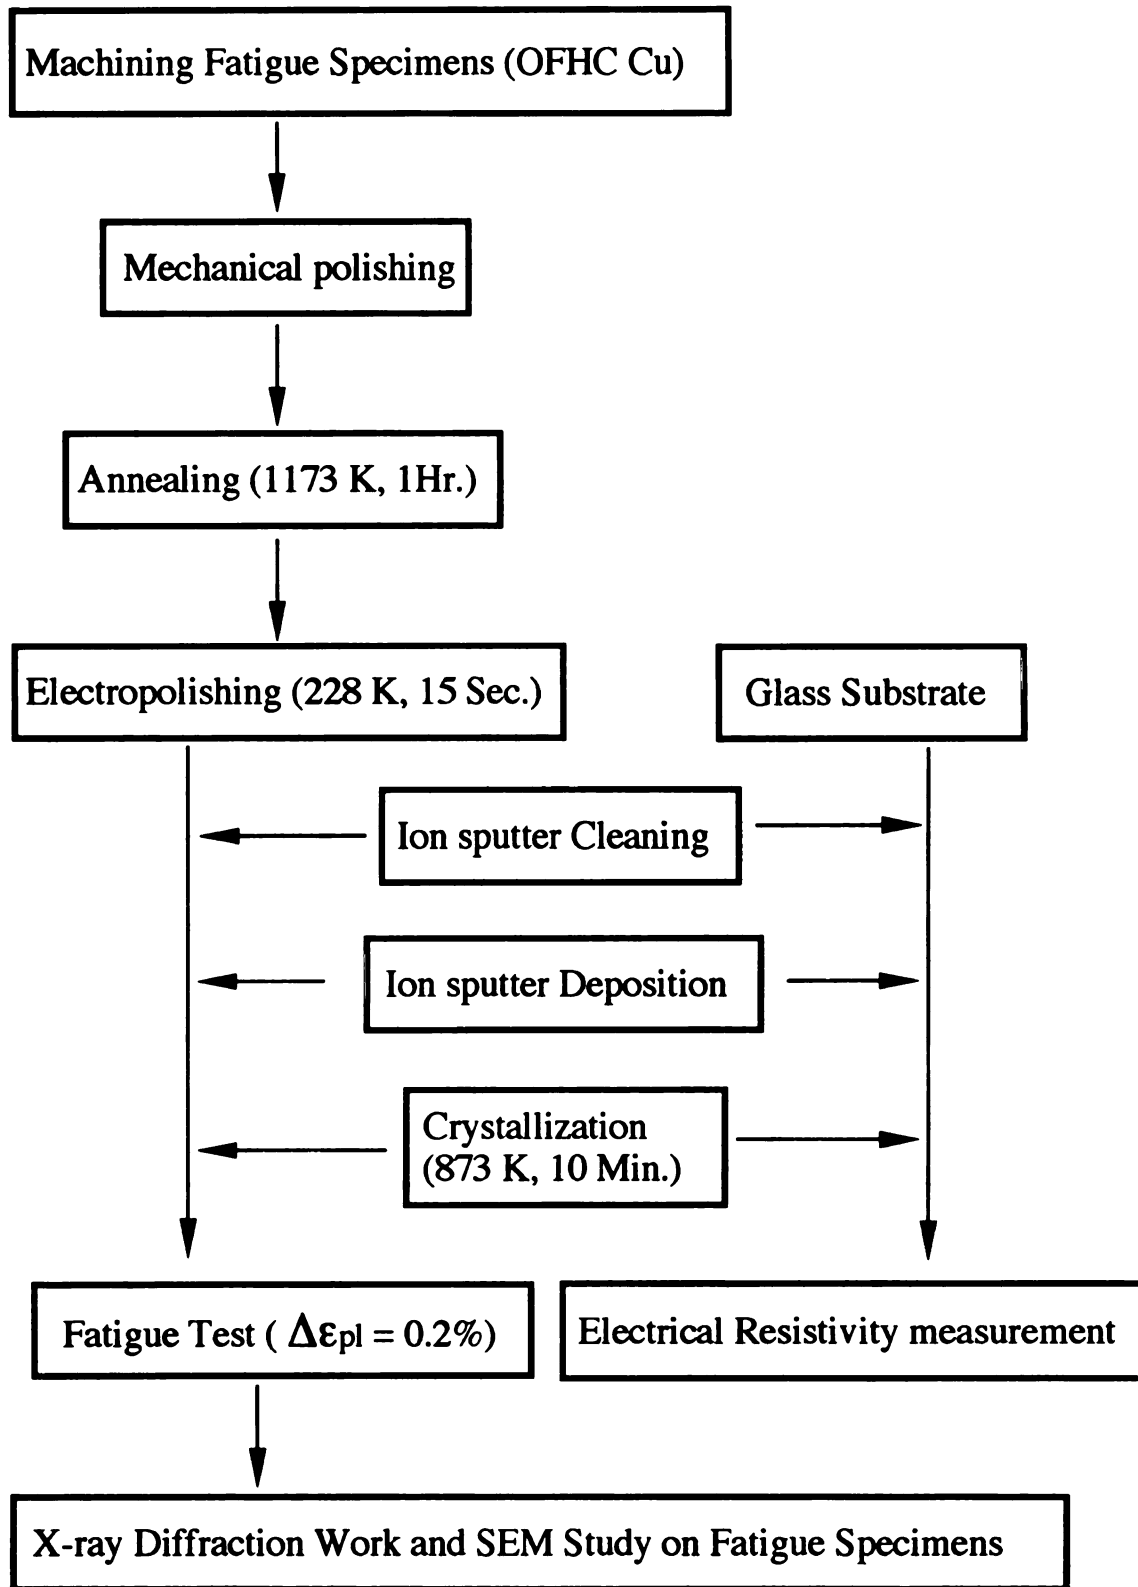 Machining Fatigue Specimens (OFHC Cu)
Mechanical polishing
Annealing (1173 K, 1Hr.)
Electropolishing (228 K, 15 Sec.)
Glass Substrate
Ion sputter Cleaning
Ion sputter Deposition
Crystallization
(873 K, 10 Min.)
Fatigue Test ( Δεpl = 0.2%)
Electrical Resistivity measurement
X-ray Diffraction Work and SEM Study on Fatigue Specimens